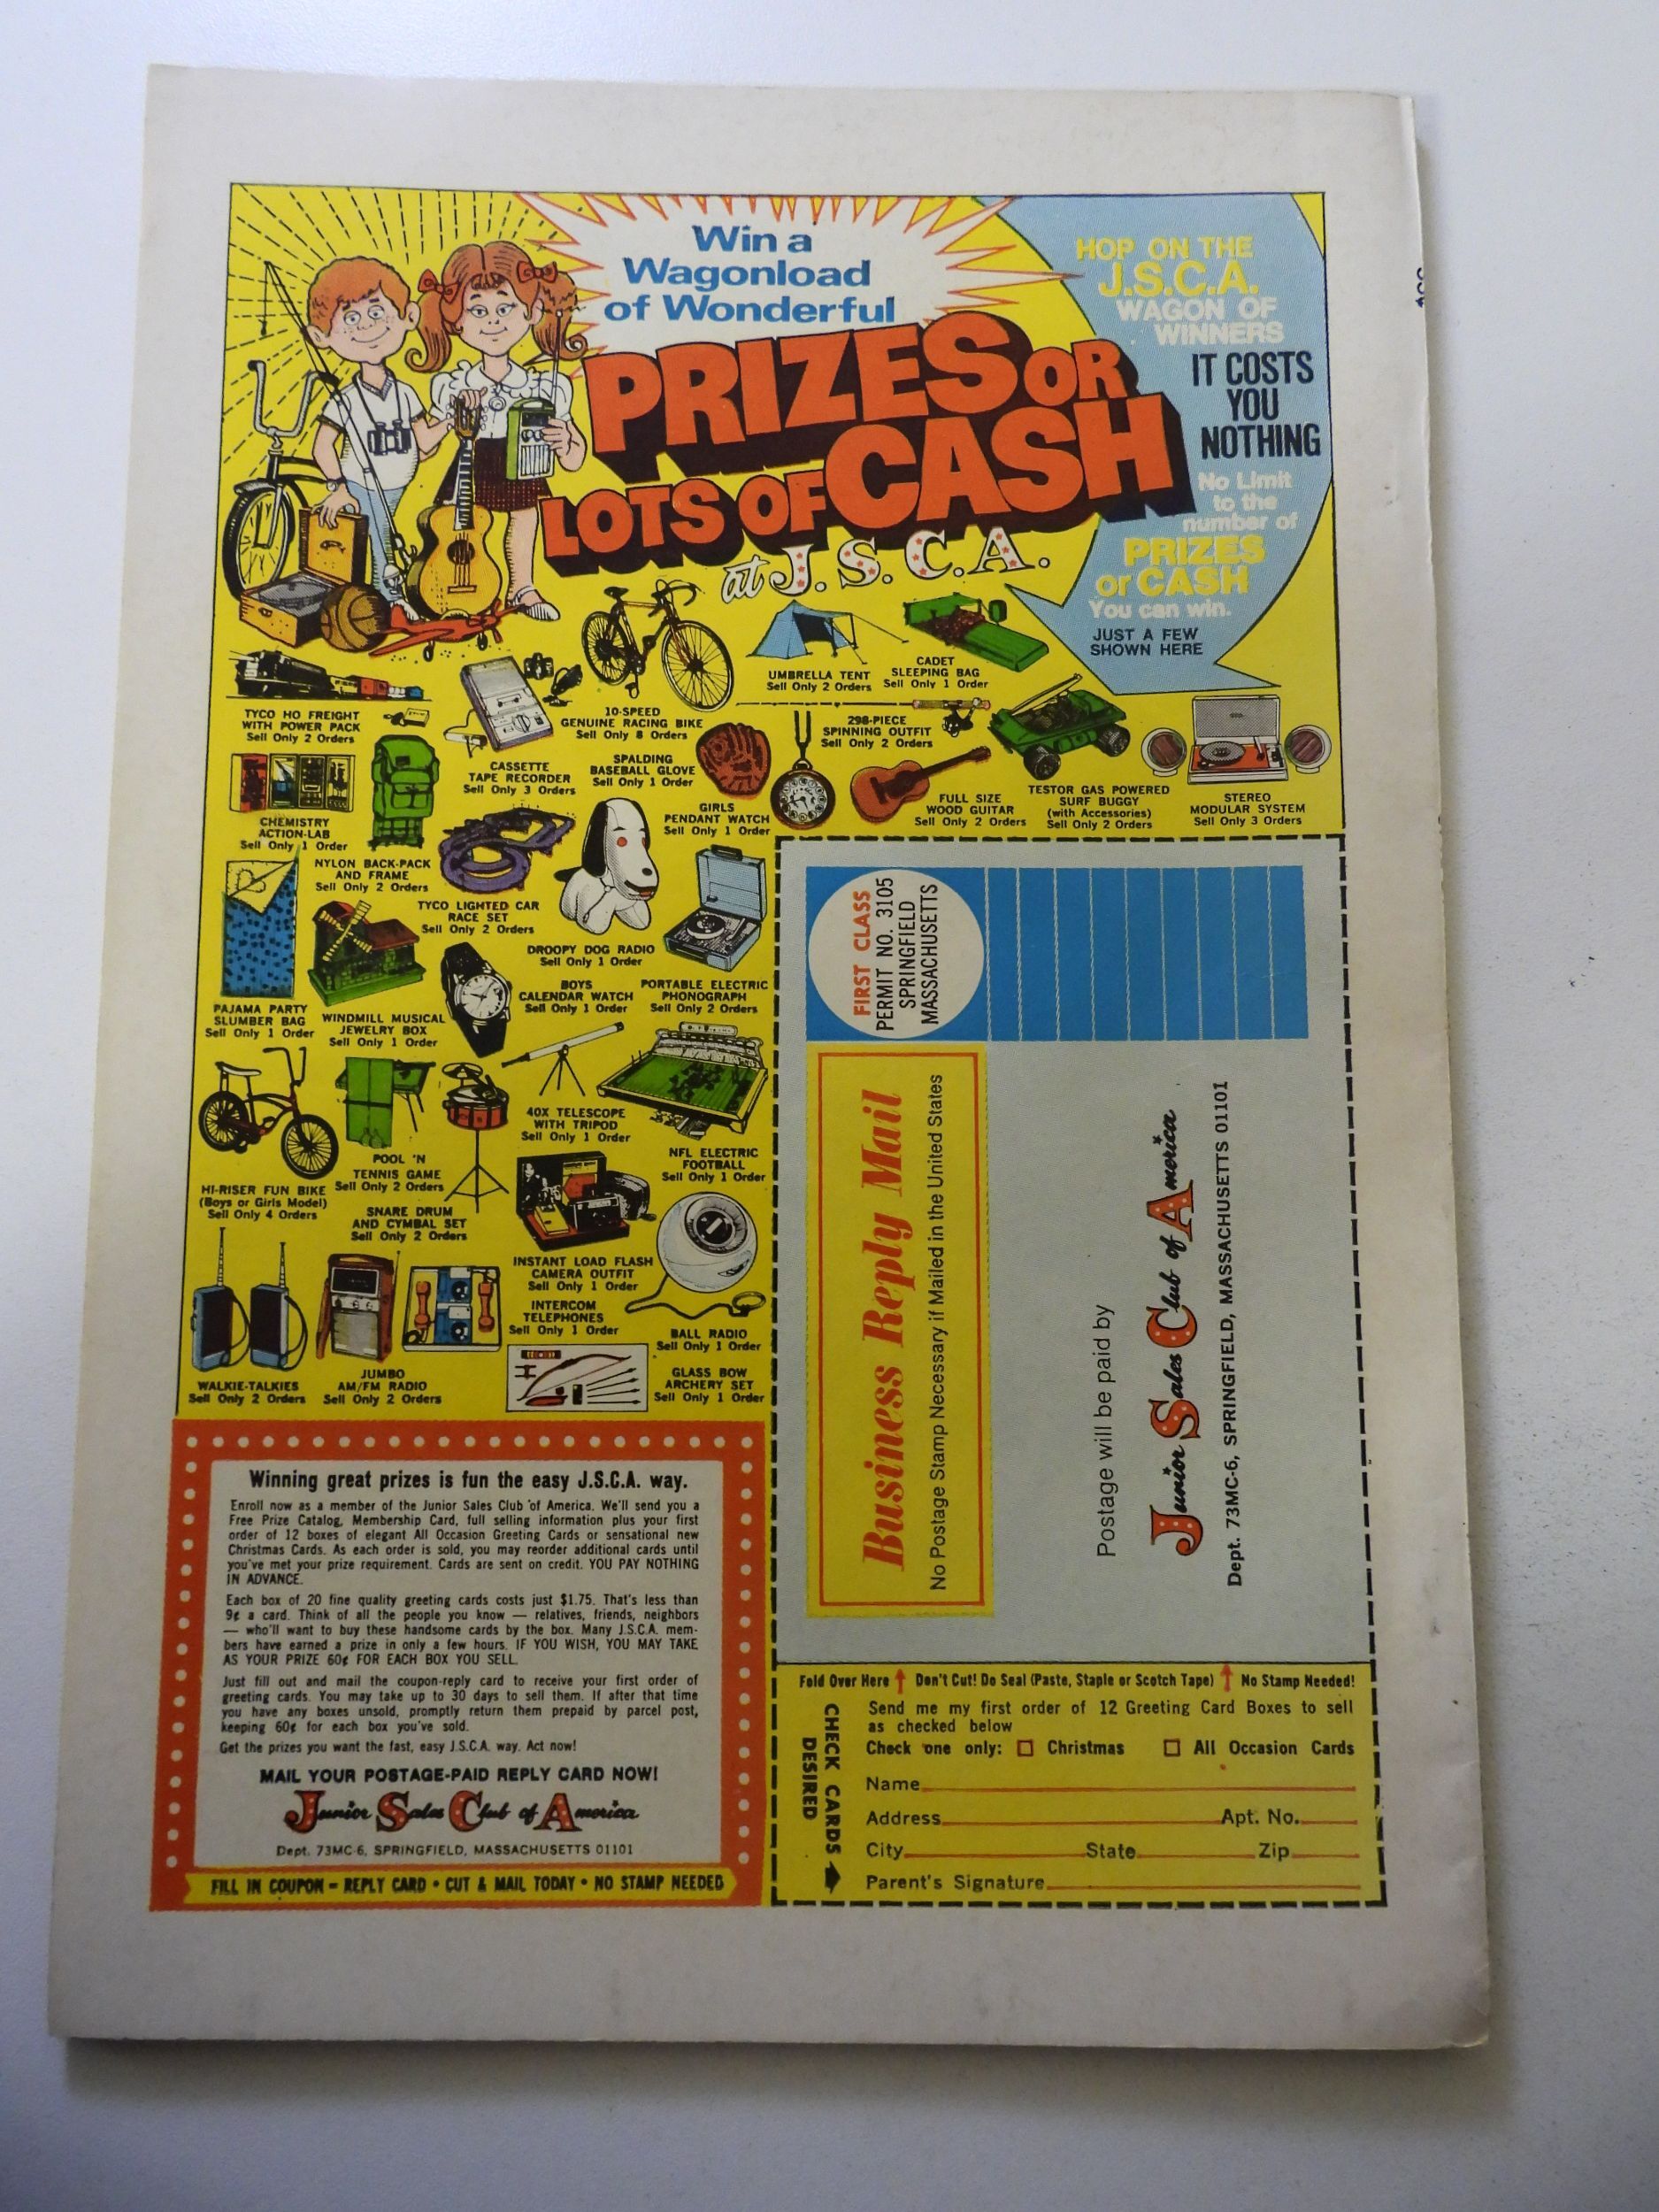 Win a
Wagonload
of Wonderful
PRIZES OR
LOTS OF CASH
at J.S.C.A.
HOP ON THE
J.S.C.A.
WAGON OF
WINNERS
IT COSTS
YOU
NOTHING
No Limit
to the
number of
PRIZES
or CASH
You can win.
JUST A FEW
SHOWN HERE
UMBRELLA TENT
Sell Only 2 Orders
CADET
SLEEPING BAG
Sell Only 1 Order
TYCO HO FREIGHT
WITH POWER PACK
Sell Only 2 Orders
10-SPEED
GENUINE RACING BIKE
Sell Only 8 Orders
298-PIECE
SPINNING OUTFIT
Sell Only 2 Orders
CASSETTE
TAPE RECORDER
Sell Only 3 Orders
SPALDING
BASEBALL GLOVE
Sell Only 1 Order
GIRLS
PENDANT WATCH
Sell Only 1 Order
FULL SIZE
WOOD GUITAR
Sell Only 2 Orders
TESTOR GAS POWERED
SURF BUGGY
(with Accessories)
Sell Only 2 Orders
STEREO
MODULAR SYSTEM
Sell Only 3 Orders
CHEMISTRY
ACTION-LAB
Sell Only 1 Order
NYLON BACK-PACK
AND FRAME
Sell Only 2 Orders
TYCO LIGHTED CAR
RACE SET
Sell Only 2 Orders
DROOPY DOG RADIO
Sell Only 1 Order
BOYS
CALENDAR WATCH
Sell Only 1 Order
PORTABLE ELECTRIC
PHONOGRAPH
Sell Only 2 Orders
PAJAMA PARTY
SLUMBER BAG
Sell Only 1 Order
WINDMILL MUSICAL
JEWELRY BOX
Sell Only 1 Order
40X TELESCOPE
WITH TRIPOD
Sell Only 1 Order
NFL ELECTRIC
FOOTBALL
Sell Only 1 Order
POOL 'N
TENNIS GAME
Sell Only 2 Orders
HI-RISER FUN BIKE
(Boys or Girls Model)
Sell Only 4 Orders
SNARE DRUM
AND CYMBAL SET
Sell Only 2 Orders
INSTANT LOAD FLASH
CAMERA OUTFIT
Sell Only 1 Order
INTERCOM
TELEPHONES
Sell Only 1 Order
BALL RADIO
Sell Only 1 Order
WALKIE-TALKIES
Sell Only 2 Orders
JUMBO
AM/FM RADIO
Sell Only 2 Orders
GLASS BOW
ARCHERY SET
Sell Only 1 Order
Winning great prizes is fun the easy J.S.C.A. way.
Enroll now as a member of the Junior Sales Club of America. We'll send you a
Free Prize Catalog, Membership Card, full selling information plus your first
order of 12 boxes of elegant All Occasion Greeting Cards or sensational new
Christmas Cards. As each order is sold, you may reorder additional cards until
you've met your prize requirement. Cards are sent on credit. YOU PAY NOTHING
IN ADVANCE.
Each box of 20 fine quality greeting cards costs just $1.75. That's less than
9¢ a card. Think of all the people you know — relatives, friends, neighbors
— who'll want to buy these handsome cards by the box. Many J.S.C.A. mem-
bers have earned a prize in only a few hours. IF YOU WISH, YOU MAY TAKE
AS YOUR PRIZE 60¢ FOR EACH BOX YOU SELL.
Just fill out and mail the coupon-reply card to receive your first order of
greeting cards. You may take up to 30 days to sell them. If after that time
you have any boxes unsold, promptly return them prepaid by parcel post,
keeping 60¢ for each box you've sold.
Get the prizes you want the fast, easy J.S.C.A. way. Act now!
MAIL YOUR POSTAGE-PAID REPLY CARD NOW!
Junior Sales Club of America
Dept. 73MC-6, SPRINGFIELD, MASSACHUSETTS 01101
FILL IN COUPON = REPLY CARD • CUT & MAIL TODAY • NO STAMP NEEDED
FIRST CLASS
PERMIT NO. 3105
SPRINGFIELD
MASSACHUSETTS
Business Reply Mail
No Postage Stamp Necessary if Mailed in the United States
Postage will be paid by
Junior Sales Club of America
Dept. 73MC-6, SPRINGFIELD, MASSACHUSETTS 01101
Fold Over Here Don't Cut! Do Seal (Paste, Staple or Scotch Tape) No Stamp Needed!
CHECK CARDS
DESIRED
Send me my first order of 12 Greeting Card Boxes to sell
as checked below
Check one only: Christmas All Occasion Cards
Name
Address Apt. No.
City State Zip
Parent's Signature